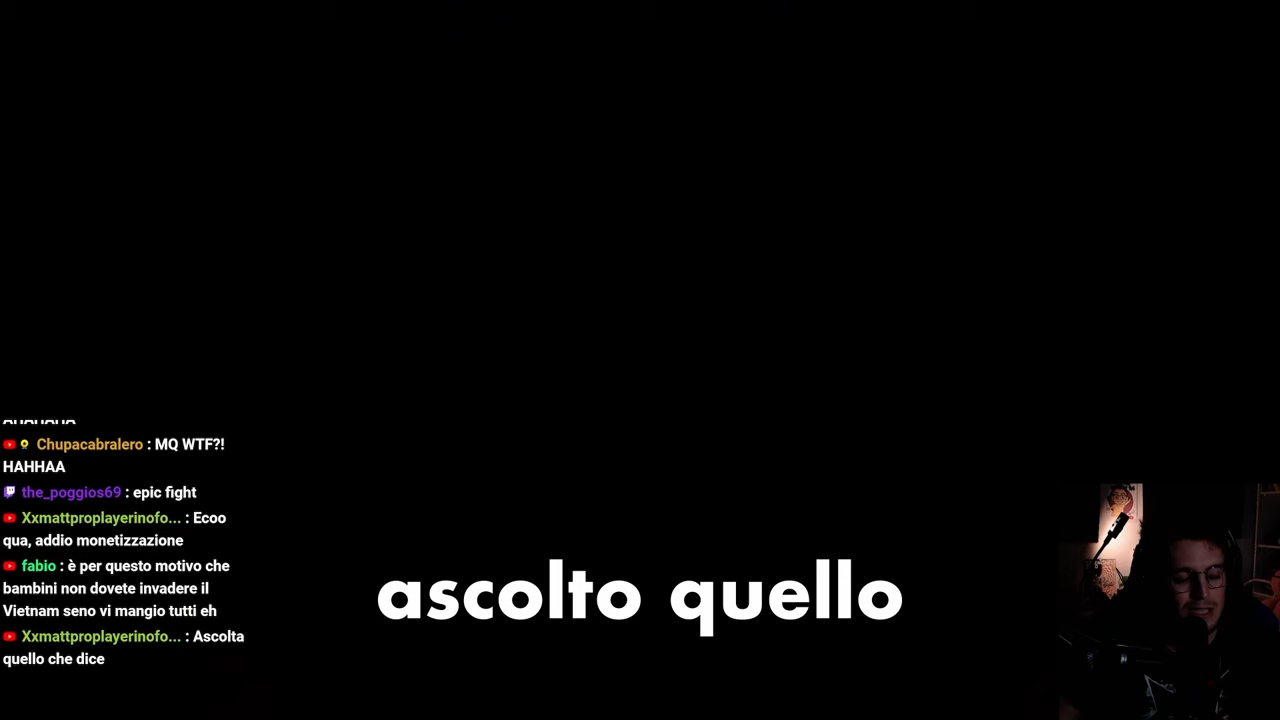 Chupacabralero : MQ WTF?!
HAHHAA
the_poggios69 : epic fight
Xxmattproplayerinofo... : Ecoo
qua, addio monetizzazione
fabio : è per questo motivo che
bambini non dovete invadere il
Vietnam seno vi mangio tutti eh
Xxmattproplayerinofo... : Ascolta
quello che dice
ascolto quello